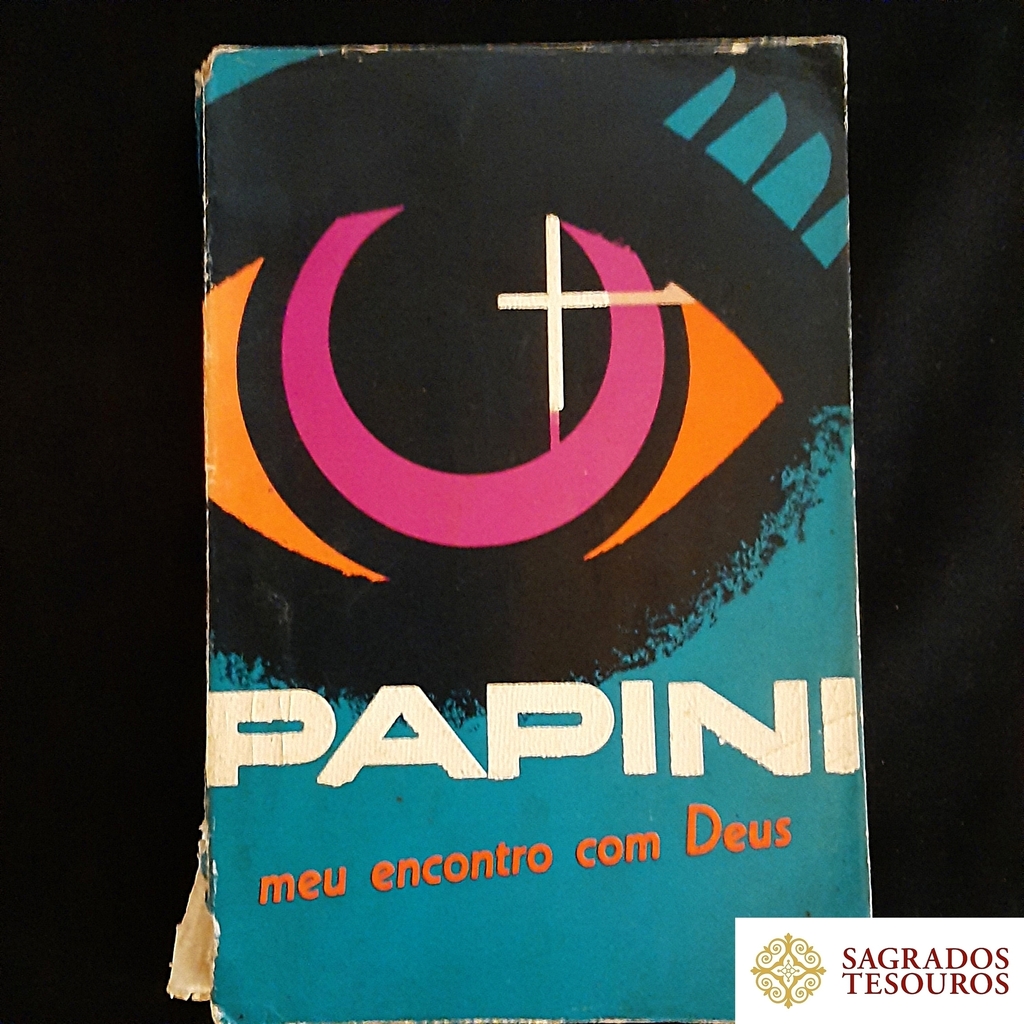 PAPINI
meu encontro com Deus
SAGRADOS
TESOUROS